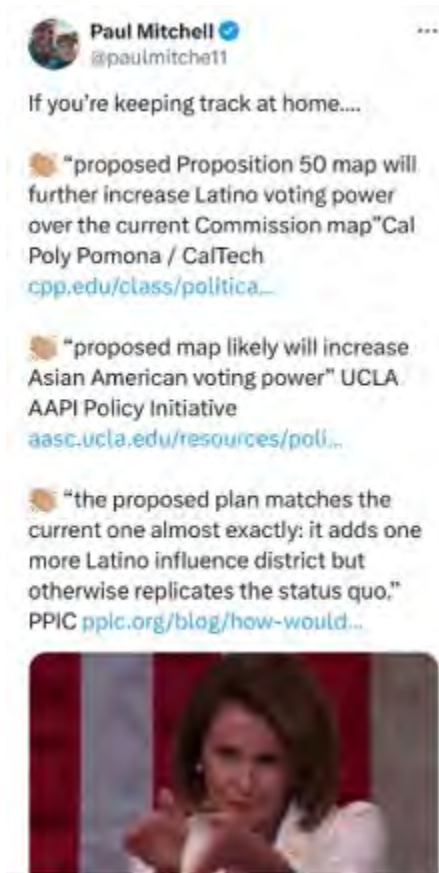 Paul Mitchell
@paulmitche11
If you're keeping track at home....
"proposed Proposition 50 map will
further increase Latino voting power
over the current Commission map"Cal
Poly Pomona / CalTech
cpp.edu/class/politica...
"proposed map likely will increase
Asian American voting power" UCLA
AAPI Policy Initiative
aasc.ucla.edu/resources/poli...
"the proposed plan matches the
current one almost exactly: it adds one
more Latino influence district but
otherwise replicates the status quo."
PPIC ppic.org/blog/how-would...